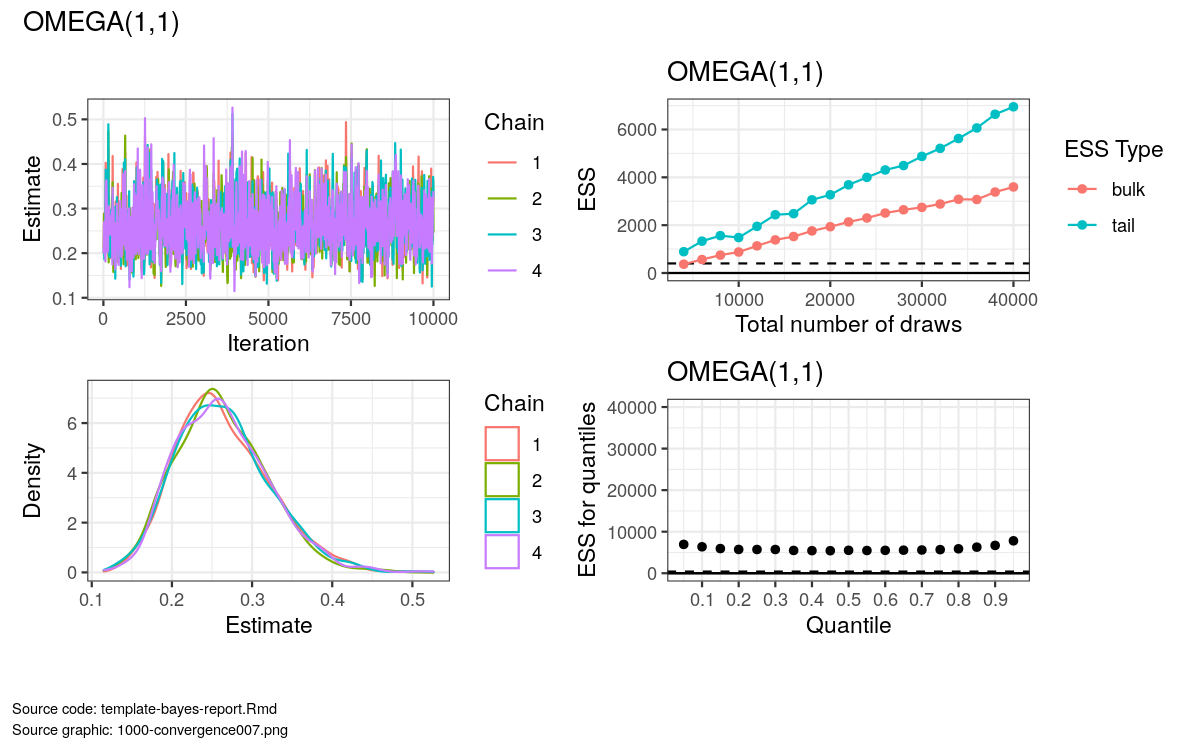 OMEGA(1,1)
Estimate
0.5
0.4
0.3
0.2
0.1
0 2500 5000 7500 10000
Iteration
Chain
1
2
3
4
OMEGA(1,1)
ESS
6000
4000
2000
0
10000 20000 30000 40000
Total number of draws
ESS Type
bulk
tail
Density
6
4
2
0
0.1 0.2 0.3 0.4 0.5
Estimate
Chain
1
2
3
4
OMEGA(1,1)
ESS for quantiles
40000
30000
20000
10000
0
0.1 0.2 0.3 0.4 0.5 0.6 0.7 0.8 0.9
Quantile
Source code: template-bayes-report.Rmd
Source graphic: 1000-convergence007.png